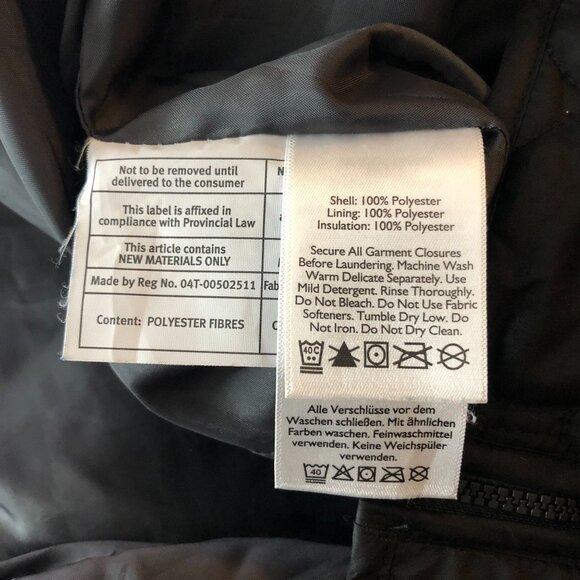 Not to be removed until
delivered to the consumer
This label is affixed in
compliance with Provincial Law
This article contains
NEW MATERIALS ONLY
Made by Reg No. 04T-00502511
Fab
Content: POLYESTER FIBRES
Shell: 100% Polyester
Lining: 100% Polyester
Insulation: 100% Polyester
Secure All Garment Closures
Before Laundering. Machine Wash
Warm Delicate Separately. Use
Mild Detergent. Rinse Thoroughly.
Do Not Bleach. Do Not Use Fabric
Softeners. Tumble Dry Low. Do
Not Iron. Do Not Dry Clean.
40C
Alle Verschlüsse vor dem
Waschen schließen. Mit ähnlichen
Farben waschen. Feinwaschmittel
verwenden. Keine Weichspüler
verwenden.
40